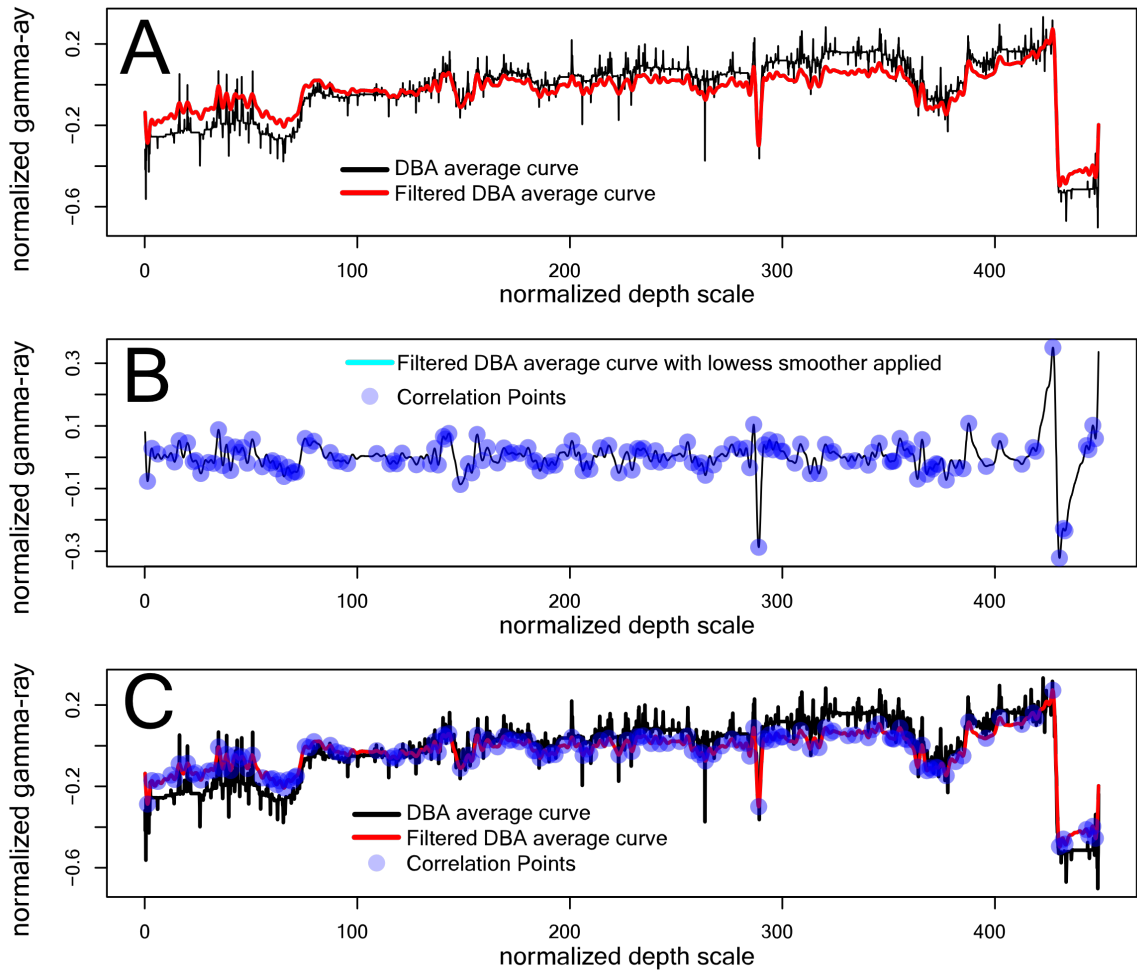 A
normalized gamma-ay
0.2
−0.2
−0.6
DBA average curve
Filtered DBA average curve
0
100
200
300
400
normalized depth scale
B
normalized gamma-ray
0.3
0.1
−0.1
−0.3
Filtered DBA average curve with lowess smoother applied
Correlation Points
0
100
200
300
400
normalized depth scale
C
normalized gamma-ray
0.2
−0.2
−0.6
DBA average curve
Filtered DBA average curve
Correlation Points
0
100
200
300
400
normalized depth scale